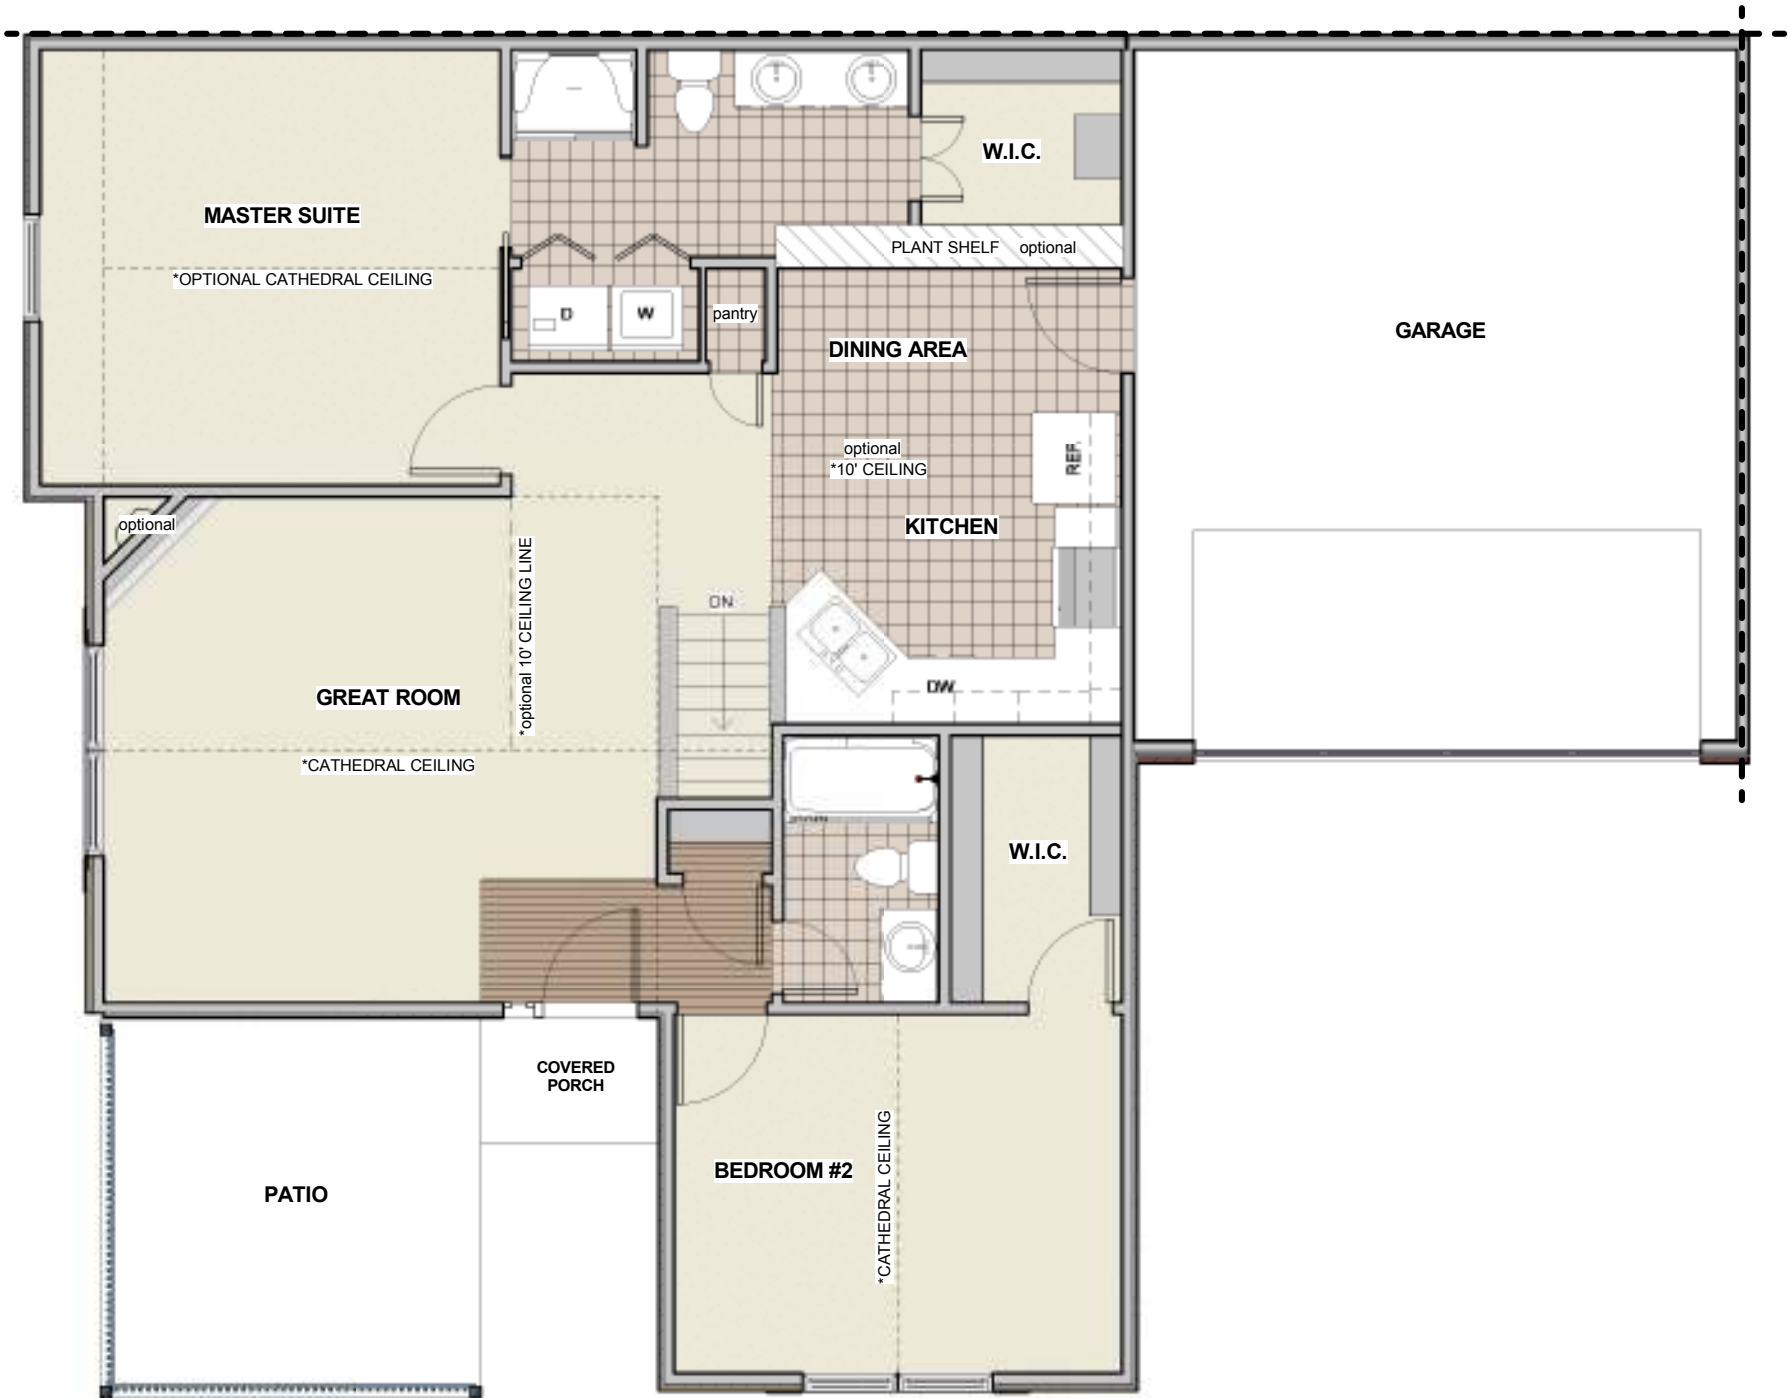 W.I.C.
MASTER SUITE
PLANT SHELF optional
*OPTIONAL CATHEDRAL CEILING
D
W
pantry
GARAGE
DINING AREA
optional
*10' CEILING
REF.
optional
KITCHEN
*optional 10' CEILING LINE
DN
GREAT ROOM
DW
*CATHEDRAL CEILING
W.I.C.
COVERED
PORCH
BEDROOM #2
*CATHEDRAL CEILING
PATIO